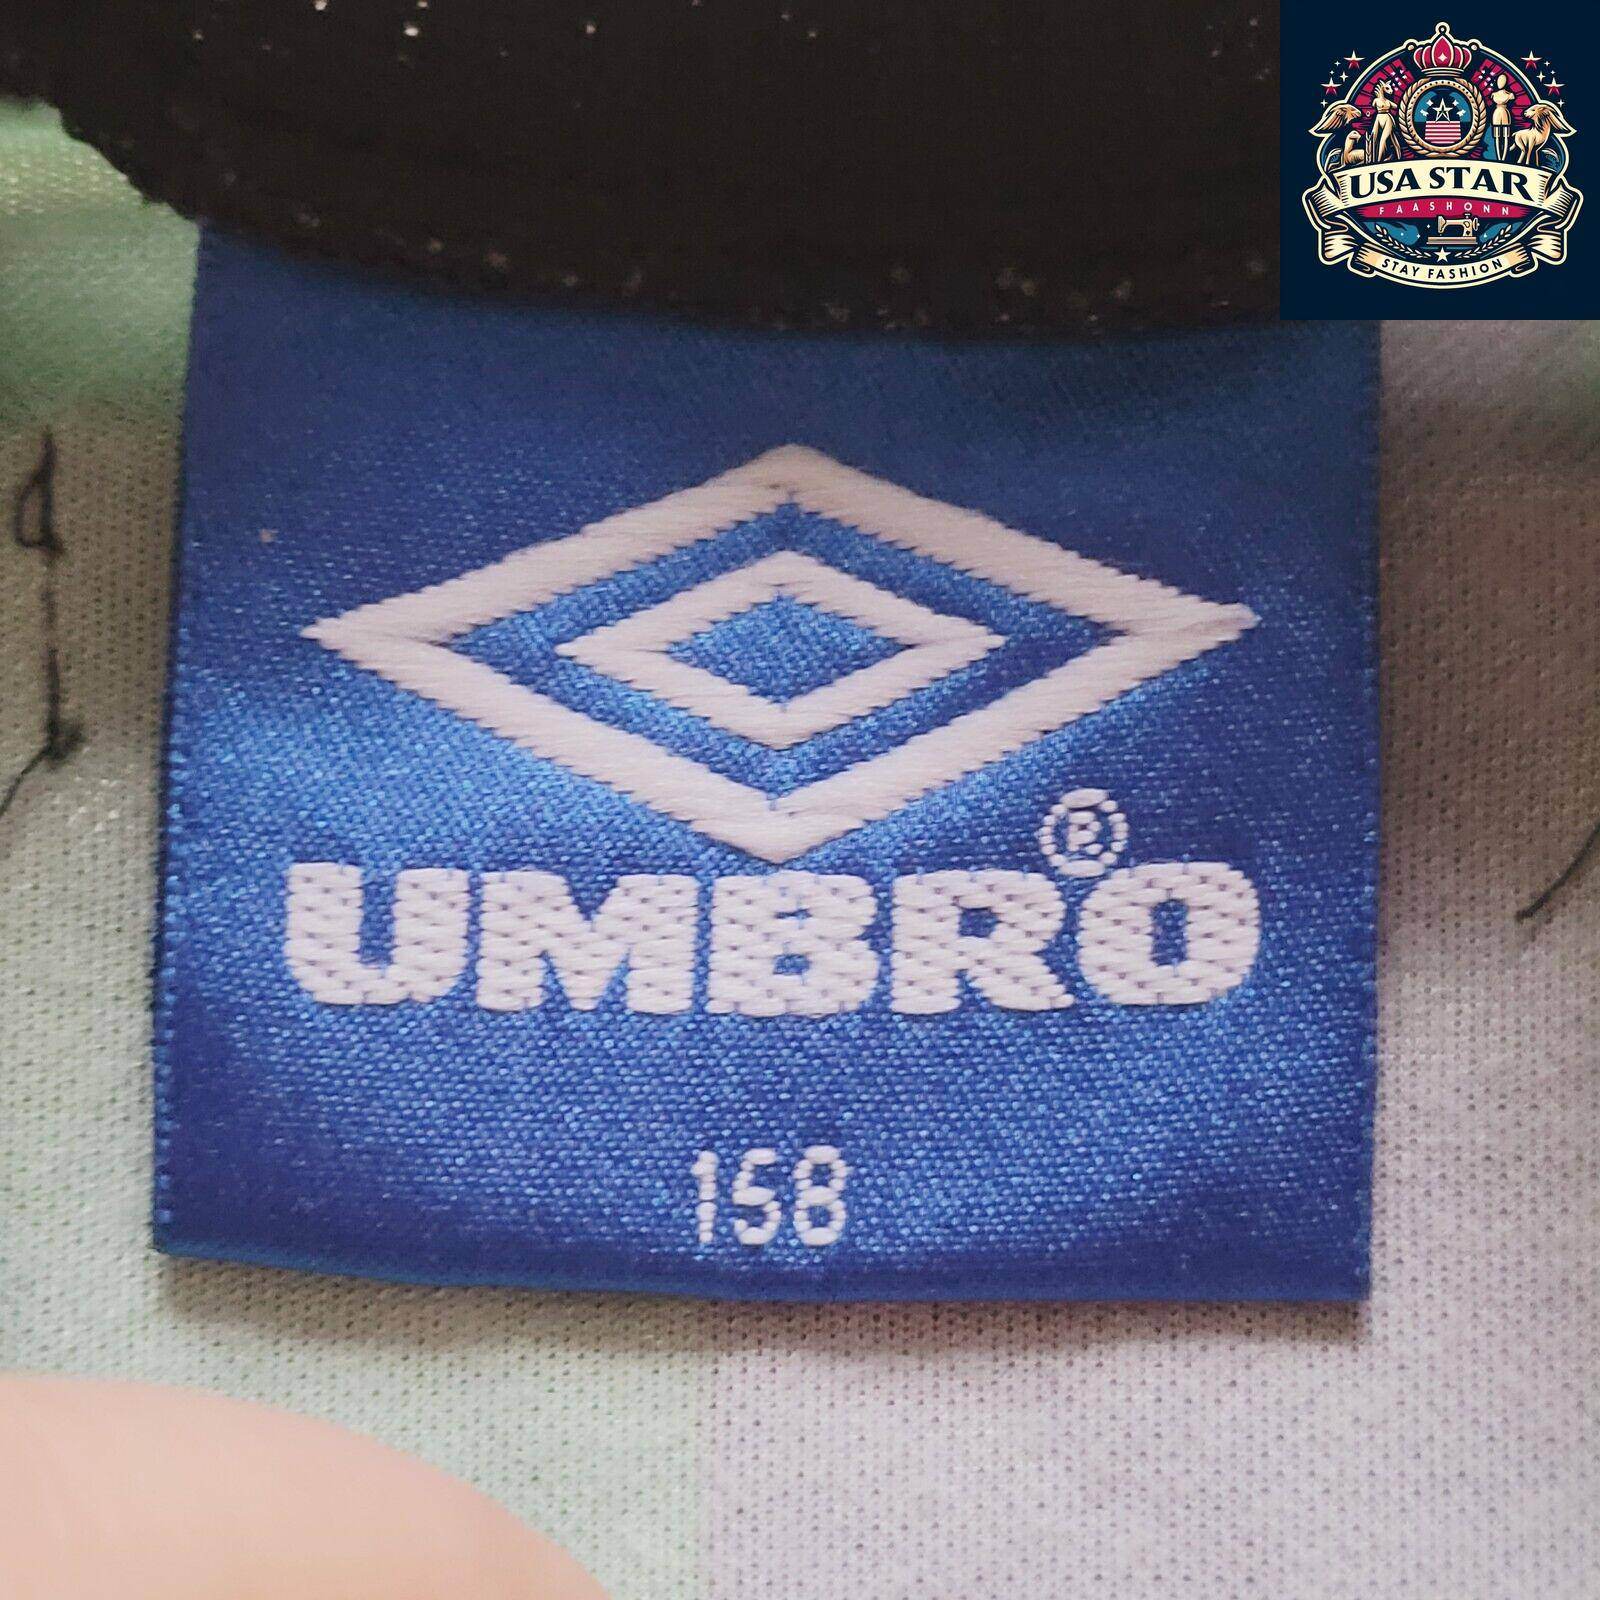 USA STAR
FAASHONN
STAY FASHION
UMBRO®
158